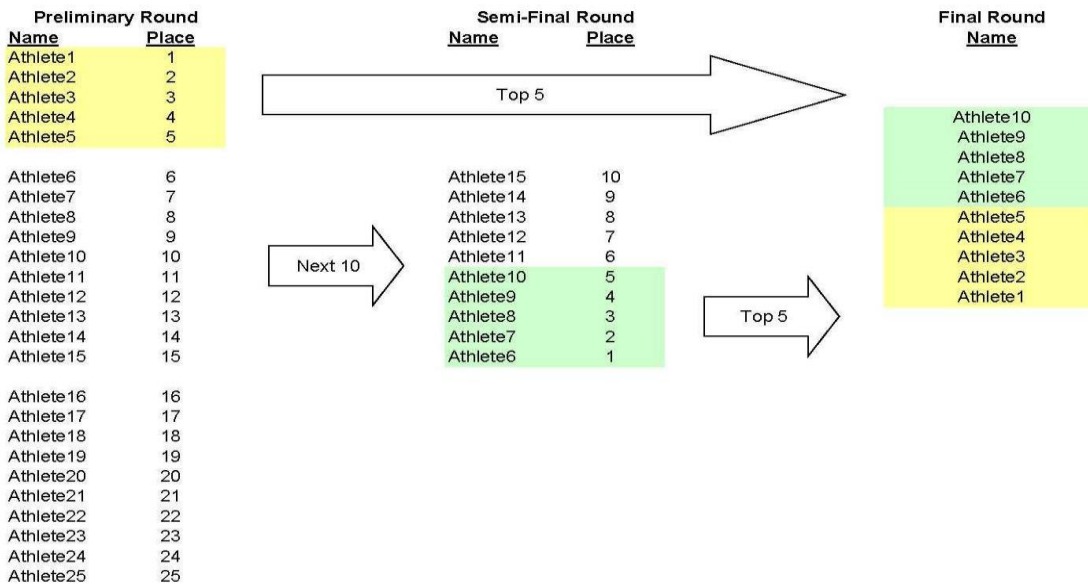 Preliminary Round
Name Place
Athlete1 1
Athlete2 2
Athlete3 3
Athlete4 4
Athlete5 5
Athlete6 6
Athlete7 7
Athlete8 8
Athlete9 9
Athlete10 10
Athlete11 11
Athlete12 12
Athlete13 13
Athlete14 14
Athlete15 15
Athlete16 16
Athlete17 17
Athlete18 18
Athlete19 19
Athlete20 20
Athlete21 21
Athlete22 22
Athlete23 23
Athlete24 24
Athlete25 25
Top 5
Next 10
Semi-Final Round
Name Place
Athlete15 10
Athlete14 9
Athlete13 8
Athlete12 7
Athlete11 6
Athlete10 5
Athlete9 4
Athlete8 3
Athlete7 2
Athlete6 1
Top 5
Final Round
Name
Athlete10
Athlete9
Athlete8
Athlete7
Athlete6
Athlete5
Athlete4
Athlete3
Athlete2
Athlete1